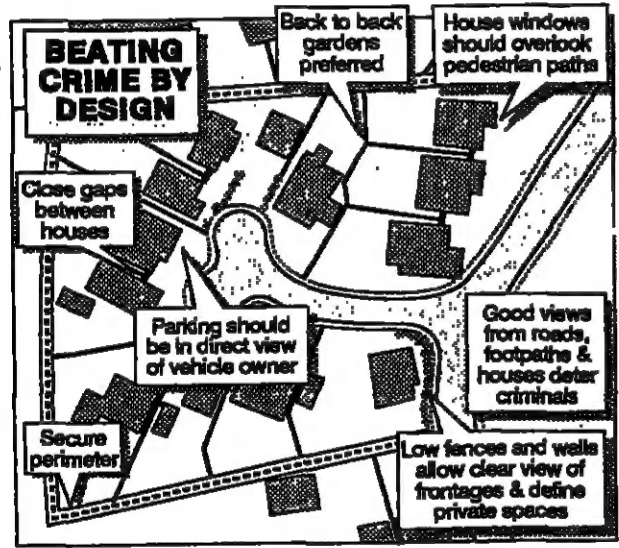 BEATING
CRIME BY
DESIGN
Back to back
gardens
preferred
House windows
should overlook
pedestrian paths
Close gaps
between
houses
Parking should
be in direct view
of vehicle owner
Good views
from roads,
footpaths &
houses deter
criminals
Secure
perimeter
Low fences and walls
allow clear view of
frontages & define
private spaces